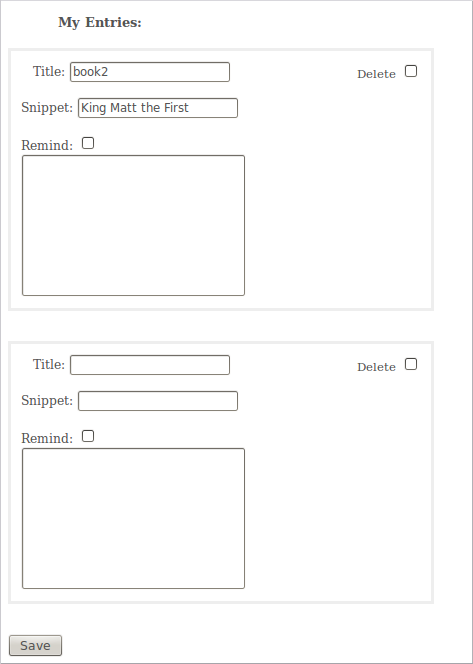 My Entries:
Title: book2 Delete
Snippet: King Matt the First
Remind:
Title: Delete
Snippet:
Remind:
Save